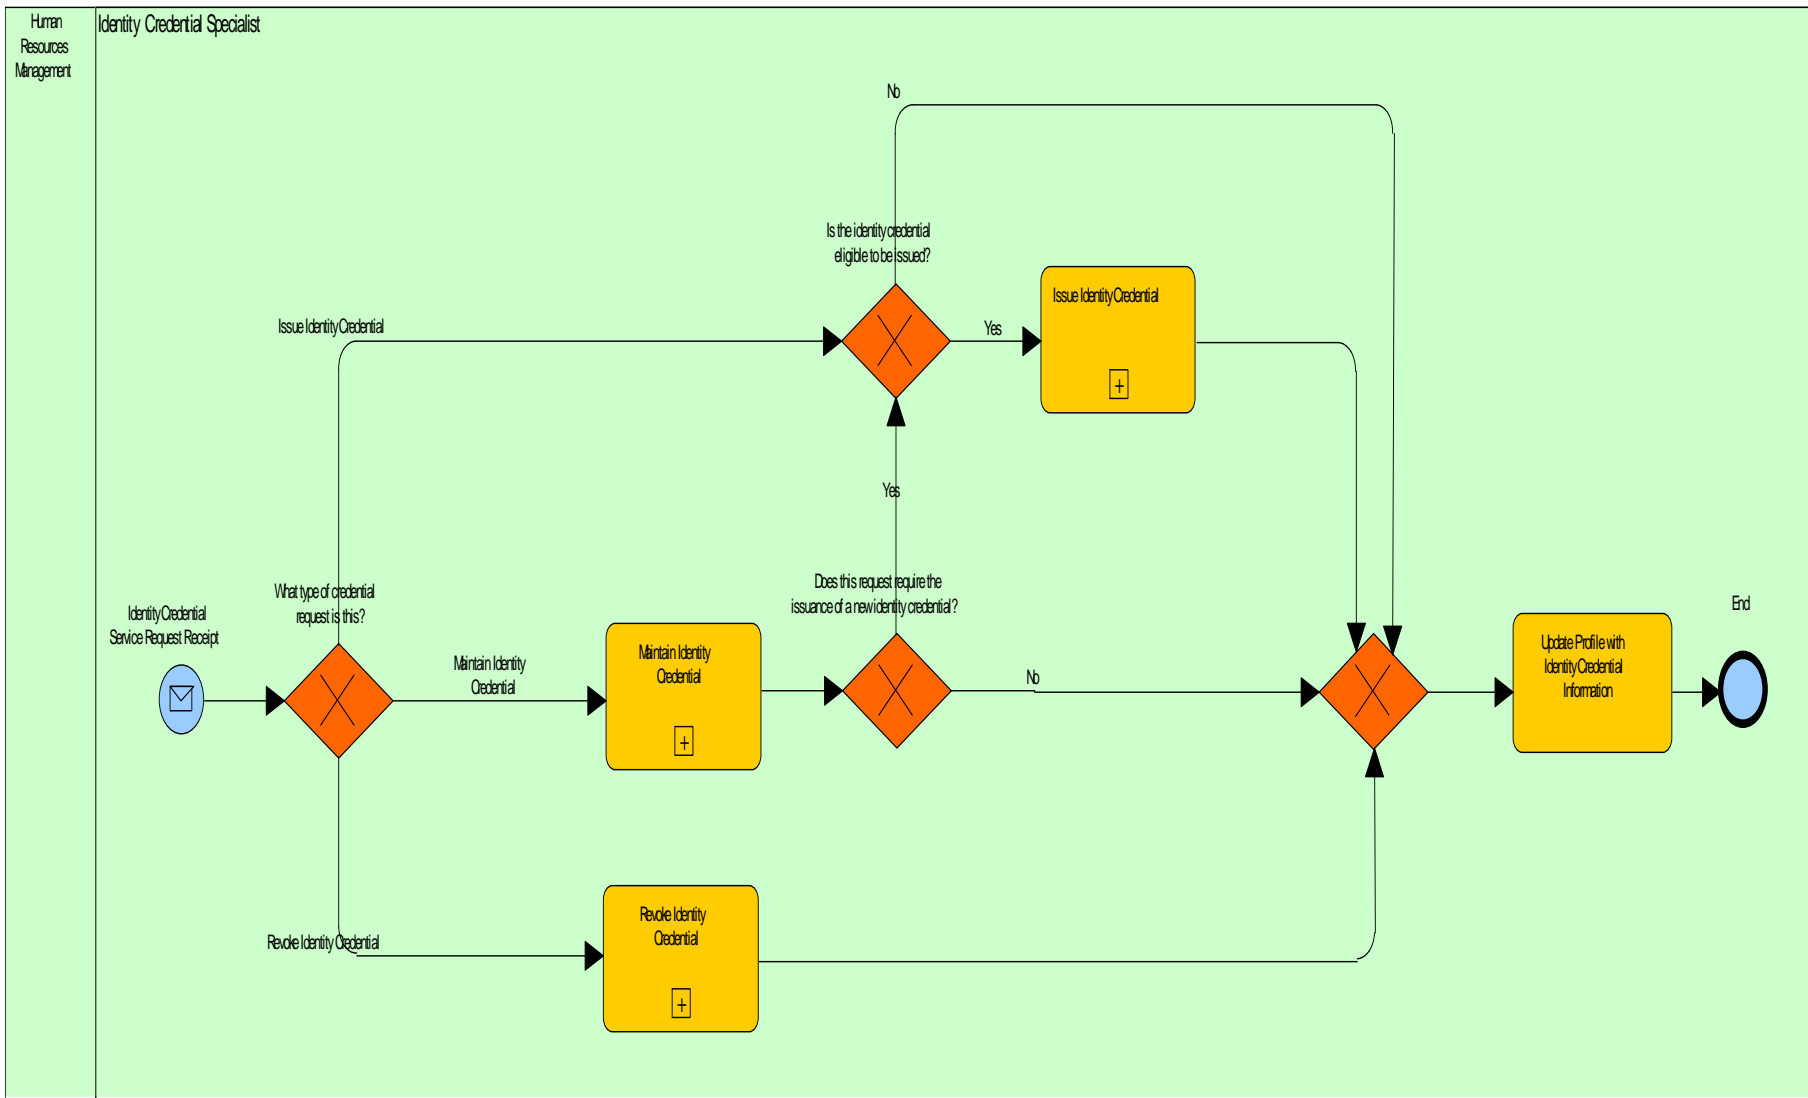 Human
Resources
Management
Identity Credential Specialist
No
Is the identity credential
eligible to be issued?
Issue Identity Credential
Yes
Issue Identity Credential
Yes
What type of credential
request is this?
Does this request require the
issuance of a new identity credential?
Identity Credential
Service Request Receipt
Maintain Identity
Credential
Maintain Identity
Credential
No
Update Profile with
Identity Credential
Information
End
Revoke Identity Credential
Revoke Identity
Credential